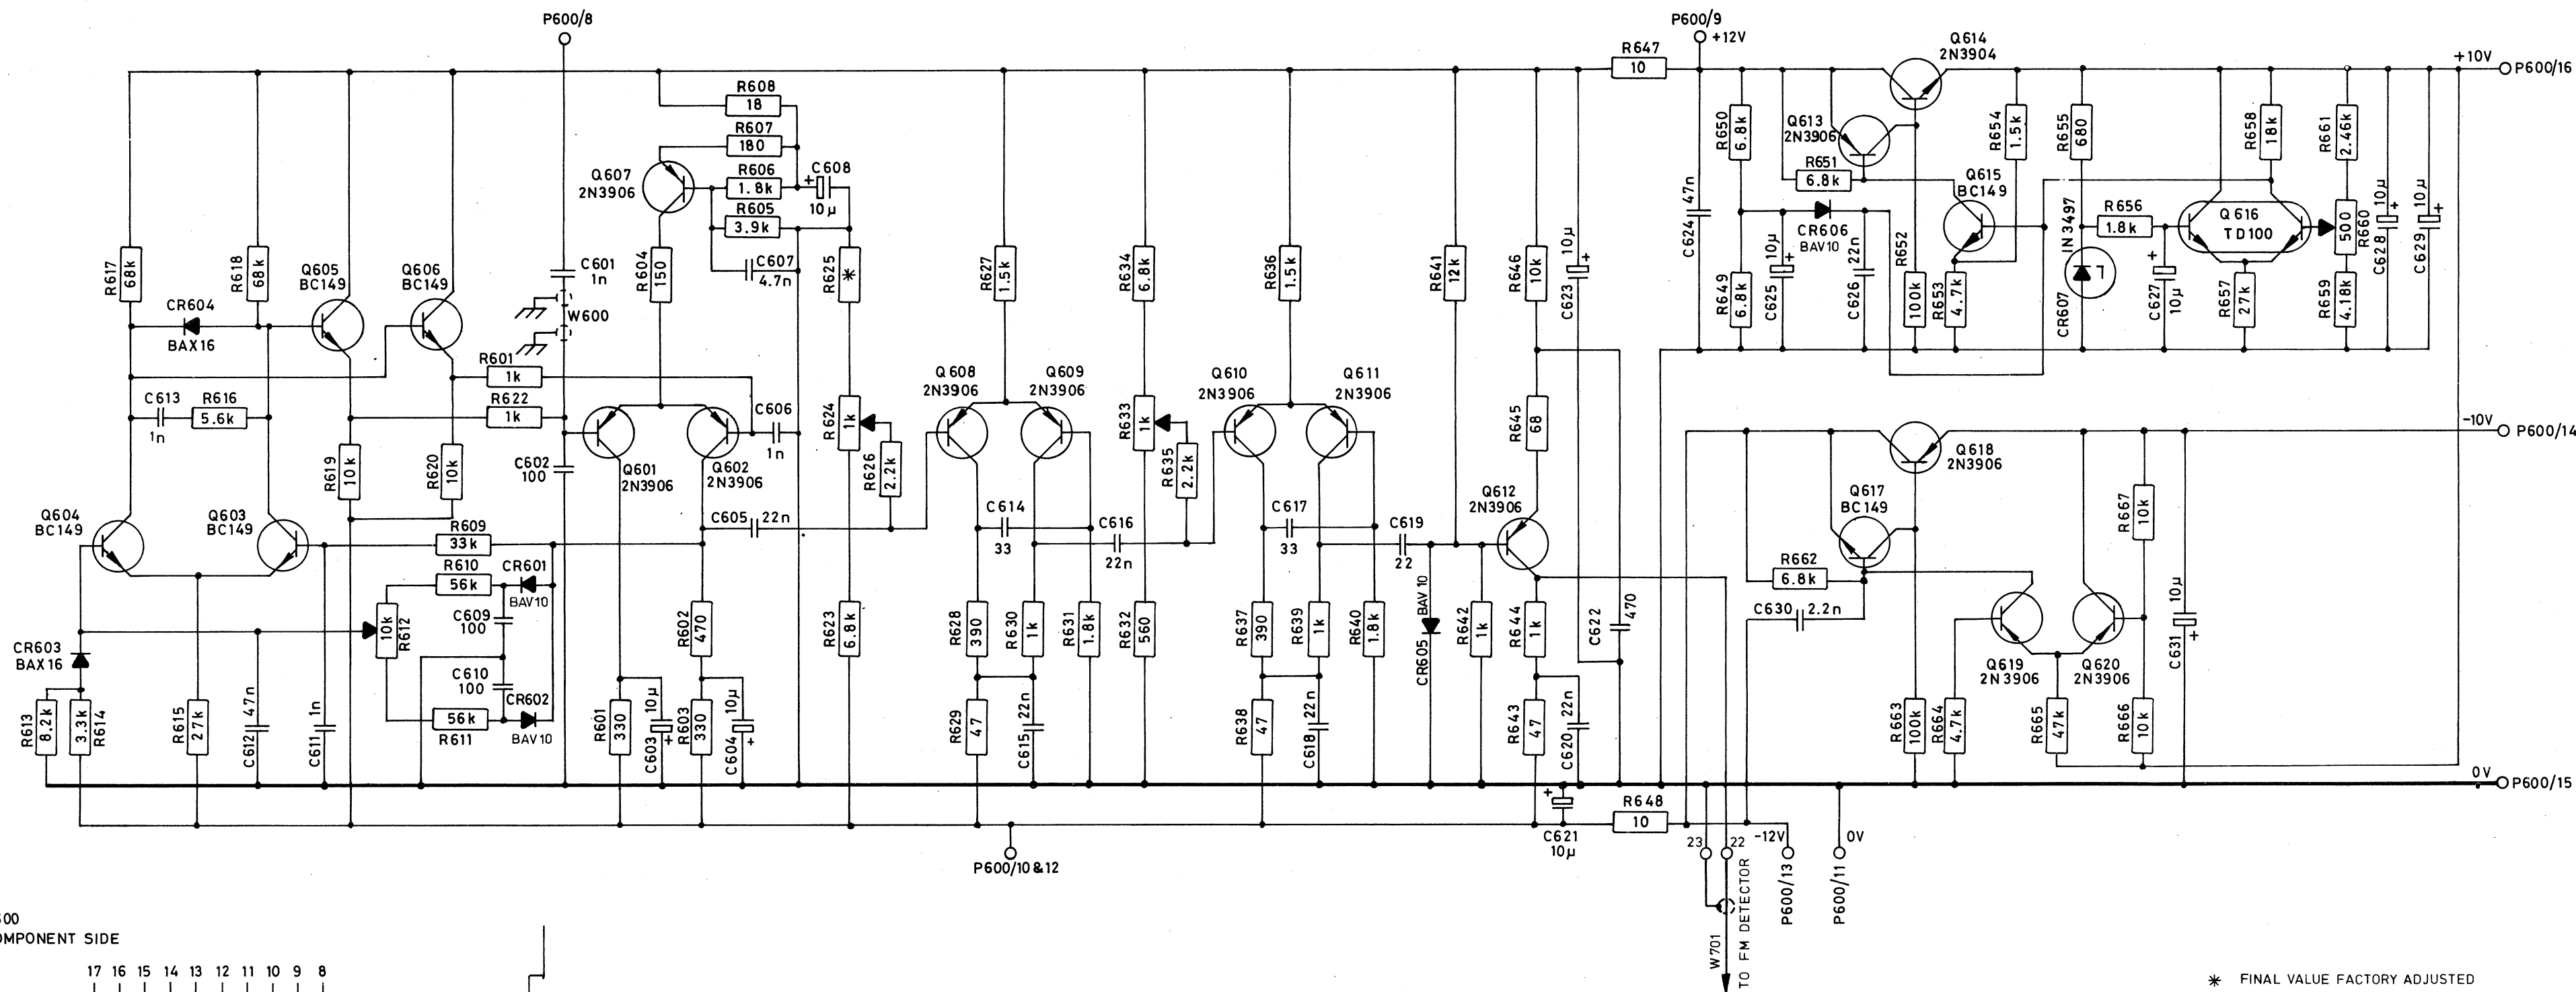 P600/8
P600/9
+12V
R647
10
Q614
2N3904
+10V
P600/16
R608
18
R607
180
Q607
2N3906
R606
1.8k
C608
+
10µ
R605
3.9k
C607
4.7n
R604
150
R625
*
R617
68k
R618
68k
Q605
BC149
Q606
BC149
CR604
BAX16
C601
1n
W600
R601
1k
R622
1k
C613
1n
R616
5.6k
R619
10k
R620
10k
C602
100
Q601
2N3906
Q602
2N3906
C606
1n
R624
1k
R626
2.2k
R627
1.5k
Q608
2N3906
Q609
2N3906
R634
6.8k
R633
1k
R635
2.2k
R636
1.5k
Q610
2N3906
Q611
2N3906
R641
12k
R646
10k
C623
10µ
+
R645
68
C624
47n
R650
6.8k
R649
6.8k
Q613
2N3906
R651
6.8k
C625
10µ
+
CR606
BAV10
C626
22n
R652
100k
Q615
BC149
R653
4.7k
R654
1.5k
R655
680
IN3497
CR607
R656
1.8k
C627
+
10µ
Q616
TD100
R658
18k
R657
27k
R661
2.46k
500
R660
R659
4.18k
C628
10µ
+
C629
10µ
+
Q604
BC149
Q603
BC149
R609
33k
R610
56k
CR601
BAV10
C609
100
10k
R612
C610
100
CR602
BAV10
56k
R611
CR603
BAX16
R613
8.2k
3.3k
R614
R615
27k
C612
47n
C611
1n
C605
22n
R602
470
R601
330
C603
10µ
+
R603
330
C604
10µ
+
R623
6.8k
C614
33
R628
390
R630
1k
R631
1.8k
R629
47
C615
22n
C616
22n
R632
560
C617
33
R637
390
R639
1k
R640
1.8k
R638
47
C618
22n
C619
22
BAV10
CR605
R642
1k
Q612
2N3906
R644
1k
R643
47
C620
22n
C622
470
+
C621
10µ
R648
10
-12V
-10V
P600/14
Q618
2N3906
Q617
BC149
R662
6.8k
C630
2.2n
Q619
2N3906
Q620
2N3906
R663
100k
R664
4.7k
R665
47k
R666
10k
R667
10k
C631
10µ
+
0V
P600/15
P600/10&12
23
22
W701
TO FM DETECTOR
P600/13
P600/11
0V
OMPONENT SIDE
17 16 15 14 13 12 11 10 9 8
* FINAL VALUE FACTORY ADJUSTED